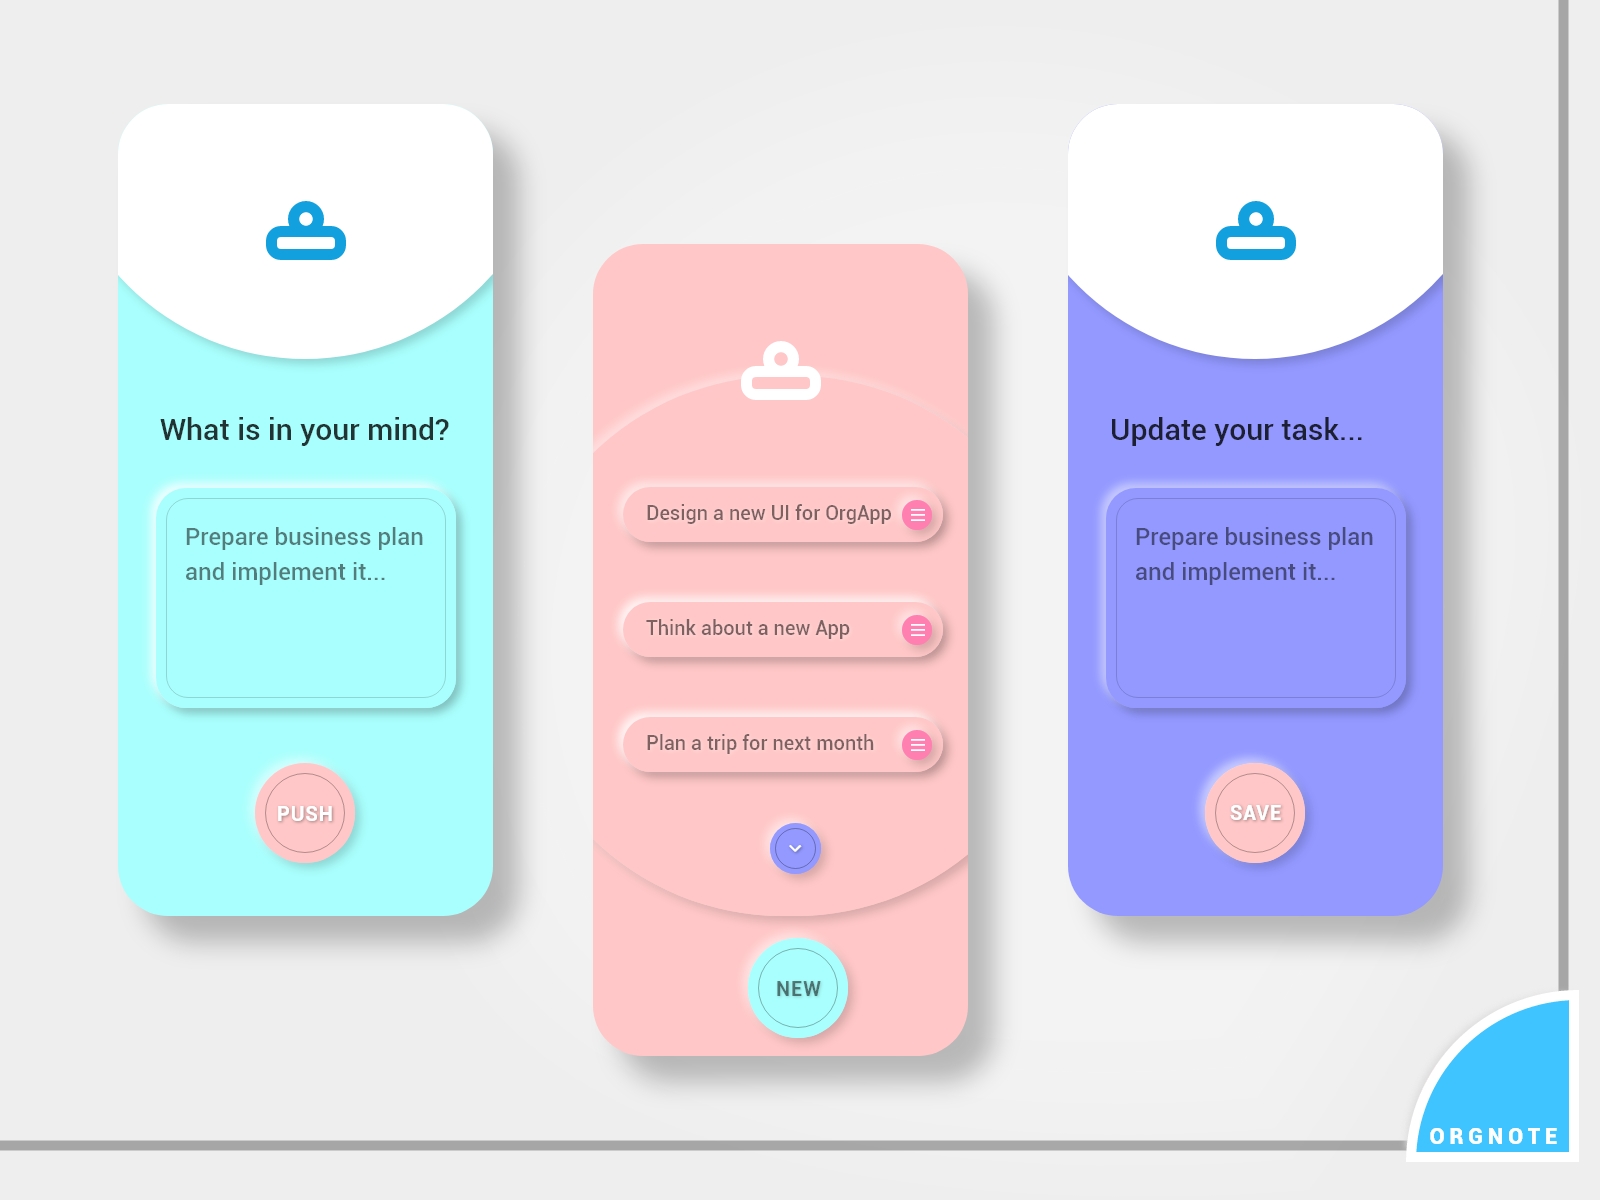 What is in your mind?
Prepare business plan
and implement it...
PUSH
Design a new UI for OrgApp
Think about a new App
Plan a trip for next month
NEW
Update your task...
Prepare business plan
and implement it...
SAVE
ORGNOTE